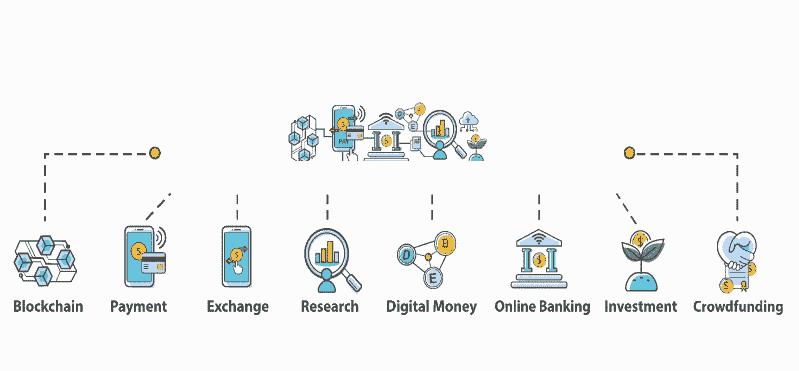 Blockchain
Payment
Exchange
Research
Digital Money
Online Banking
Investment
Crowdfunding